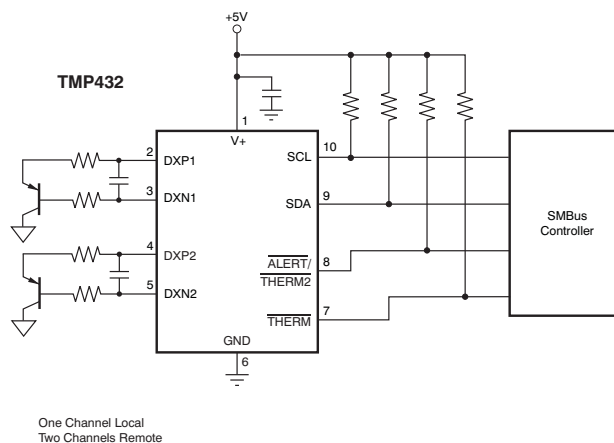 +5V
TMP432
1
V+
2
DXP1
3
DXN1
4
DXP2
5
DXN2
10
SCL
9
SDA
8
ALERT/
THERM2
7
THERM
GND
6
SMBus
Controller
One Channel Local
Two Channels Remote